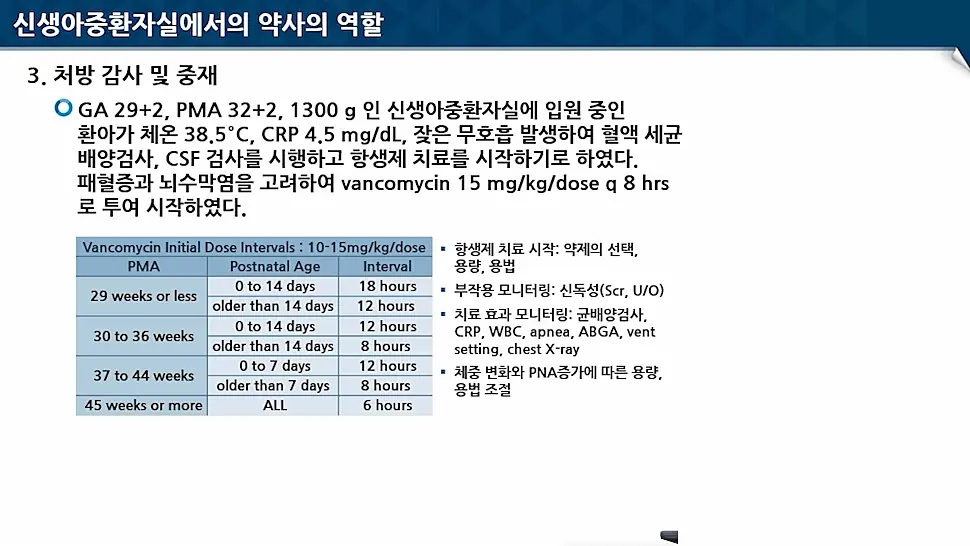 신생아중환자실에서의 약사의 역할
3. 처방 감사 및 중재
GA 29+2, PMA 32+2, 1300 g 인 신생아중환자실에 입원 중인
환아가 체온 38.5°C, CRP 4.5 mg/dL, 잦은 무호흡 발생하여 혈액 세균
배양검사, CSF 검사를 시행하고 항생제 치료를 시작하기로 하였다.
패혈증과 뇌수막염을 고려하여 vancomycin 15 mg/kg/dose q 8 hrs
로 투여 시작하였다.
Vancomycin Initial Dose Intervals : 10-15mg/kg/dose
PMA Postnatal Age Interval
29 weeks or less 0 to 14 days 18 hours
older than 14 days 12 hours
30 to 36 weeks 0 to 14 days 12 hours
older than 14 days 8 hours
37 to 44 weeks 0 to 7 days 12 hours
older than 7 days 8 hours
45 weeks or more ALL 6 hours
▪ 항생제 치료 시작: 약제의 선택,
용량, 용법
▪ 부작용 모니터링: 신독성(Scr, U/O)
▪ 치료 효과 모니터링: 균배양검사,
CRP, WBC, apnea, ABGA, vent
setting, chest X-ray
▪ 체중 변화와 PNA증가에 따른 용량,
용법 조절